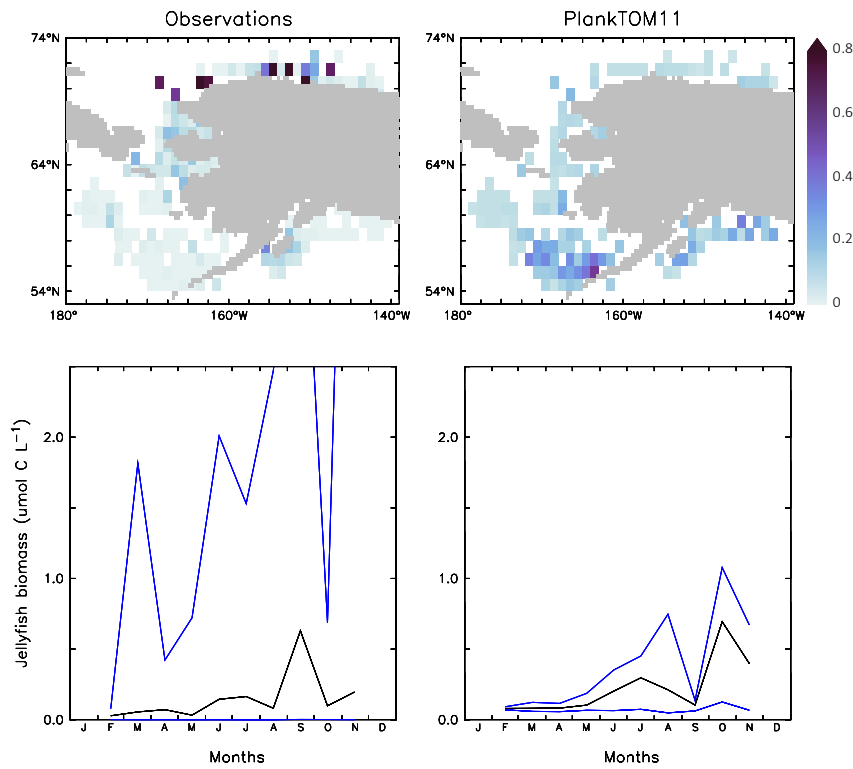 Observations PlankTOM11
74°N 74°N 0.8
0.6
64°N 64°N 0.4
0.2
54°N 54°N 0
180° 160°W 140°W 180° 160°W 140°W
Jellyfish biomass (umol C L⁻¹)
2.0 2.0
1.0 1.0
0.0 0.0
J F M A M J J A S O N D J F M A M J J A S O N D
Months Months